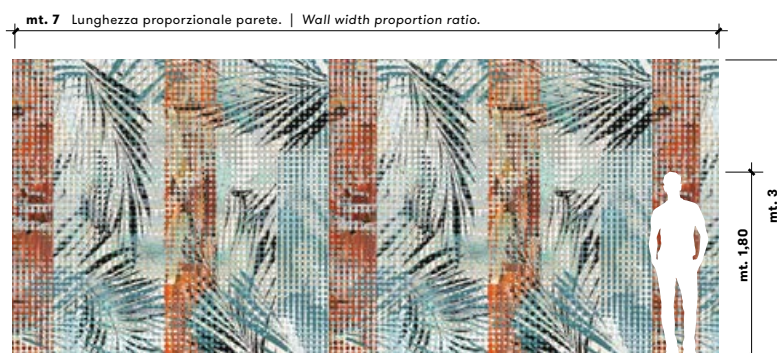 mt. 7 Lunghezza proporzionale parete. | Wall width proportion ratio.
mt. 1,80
mt. 3